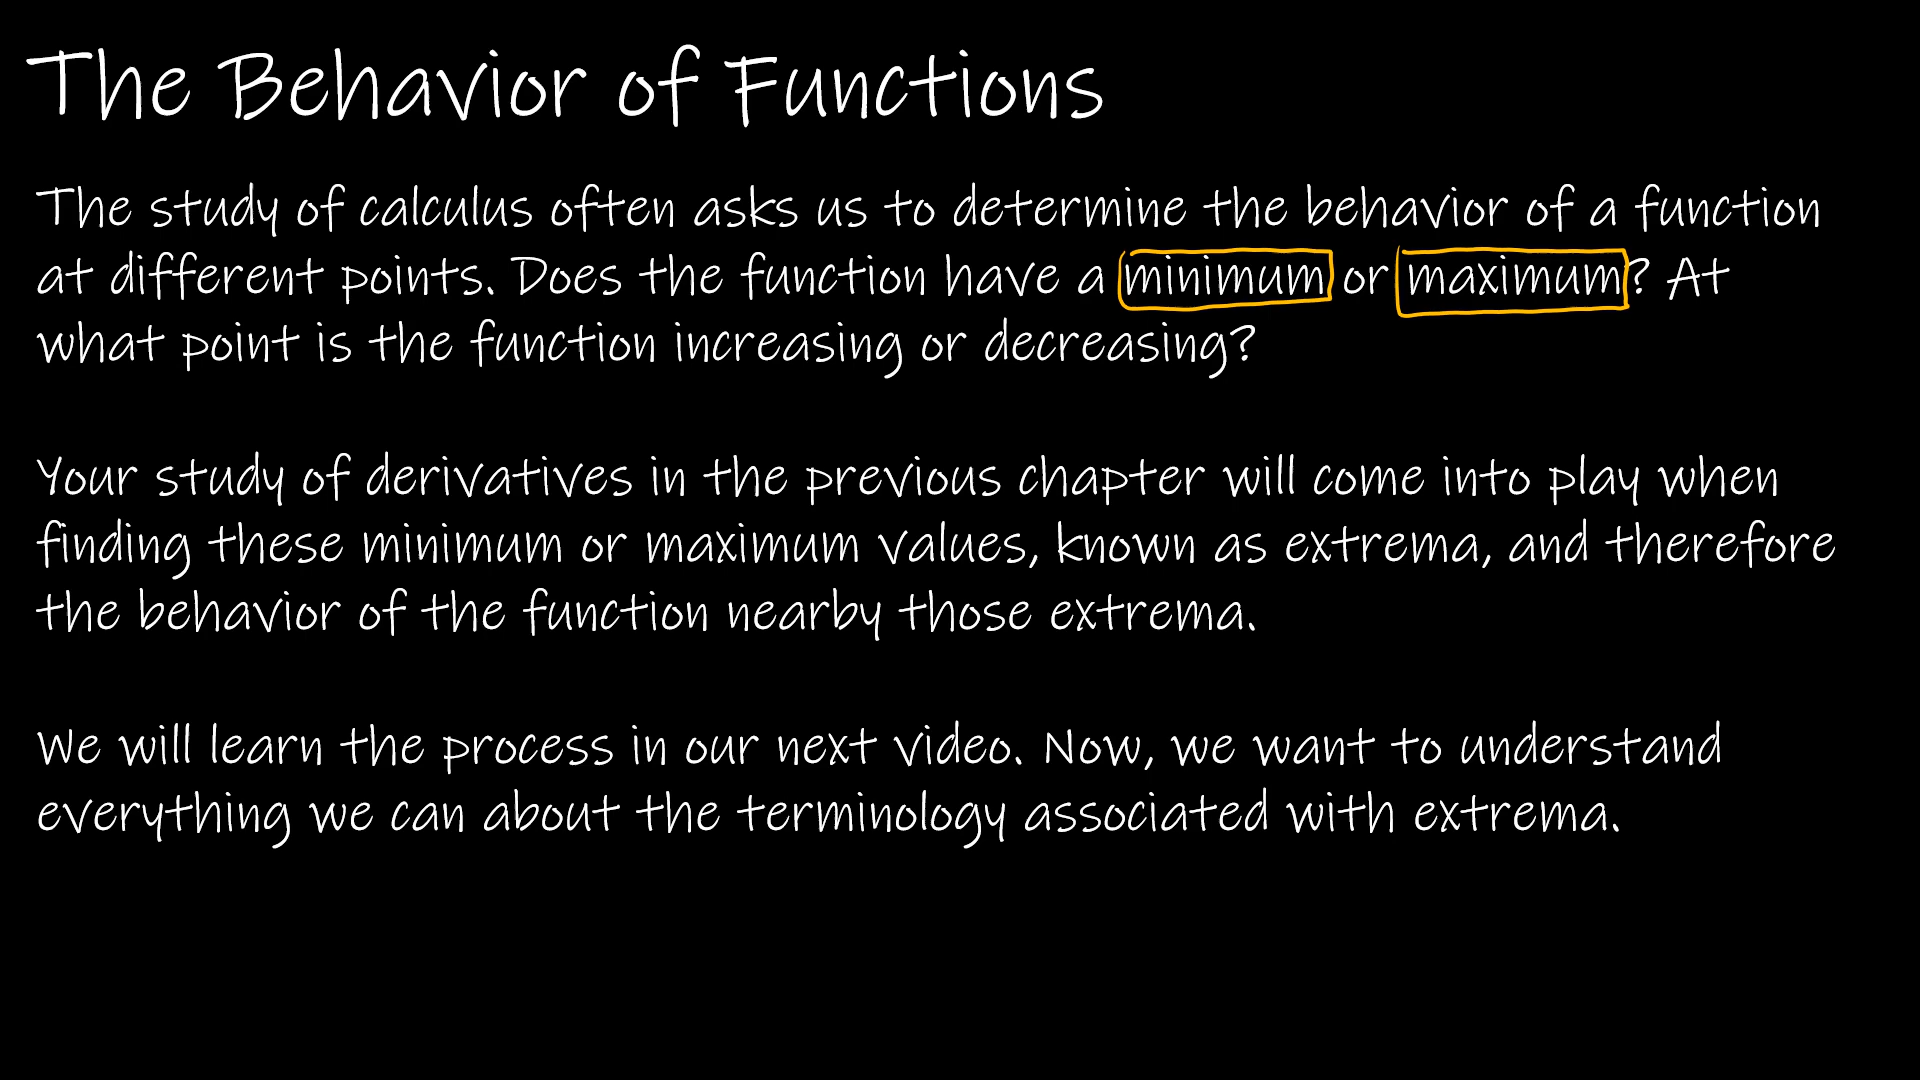 The Behavior of Functions
The study of calculus often asks us to determine the behavior of a function
at different points. Does the function have a minimum or maximum? At
what point is the function increasing or decreasing?
Your study of derivatives in the previous chapter will come into play when
finding these minimum or maximum values, known as extrema, and therefore
the behavior of the function nearby those extrema.
We will learn the process in our next video. Now, we want to understand
everything we can about the terminology associated with extrema.